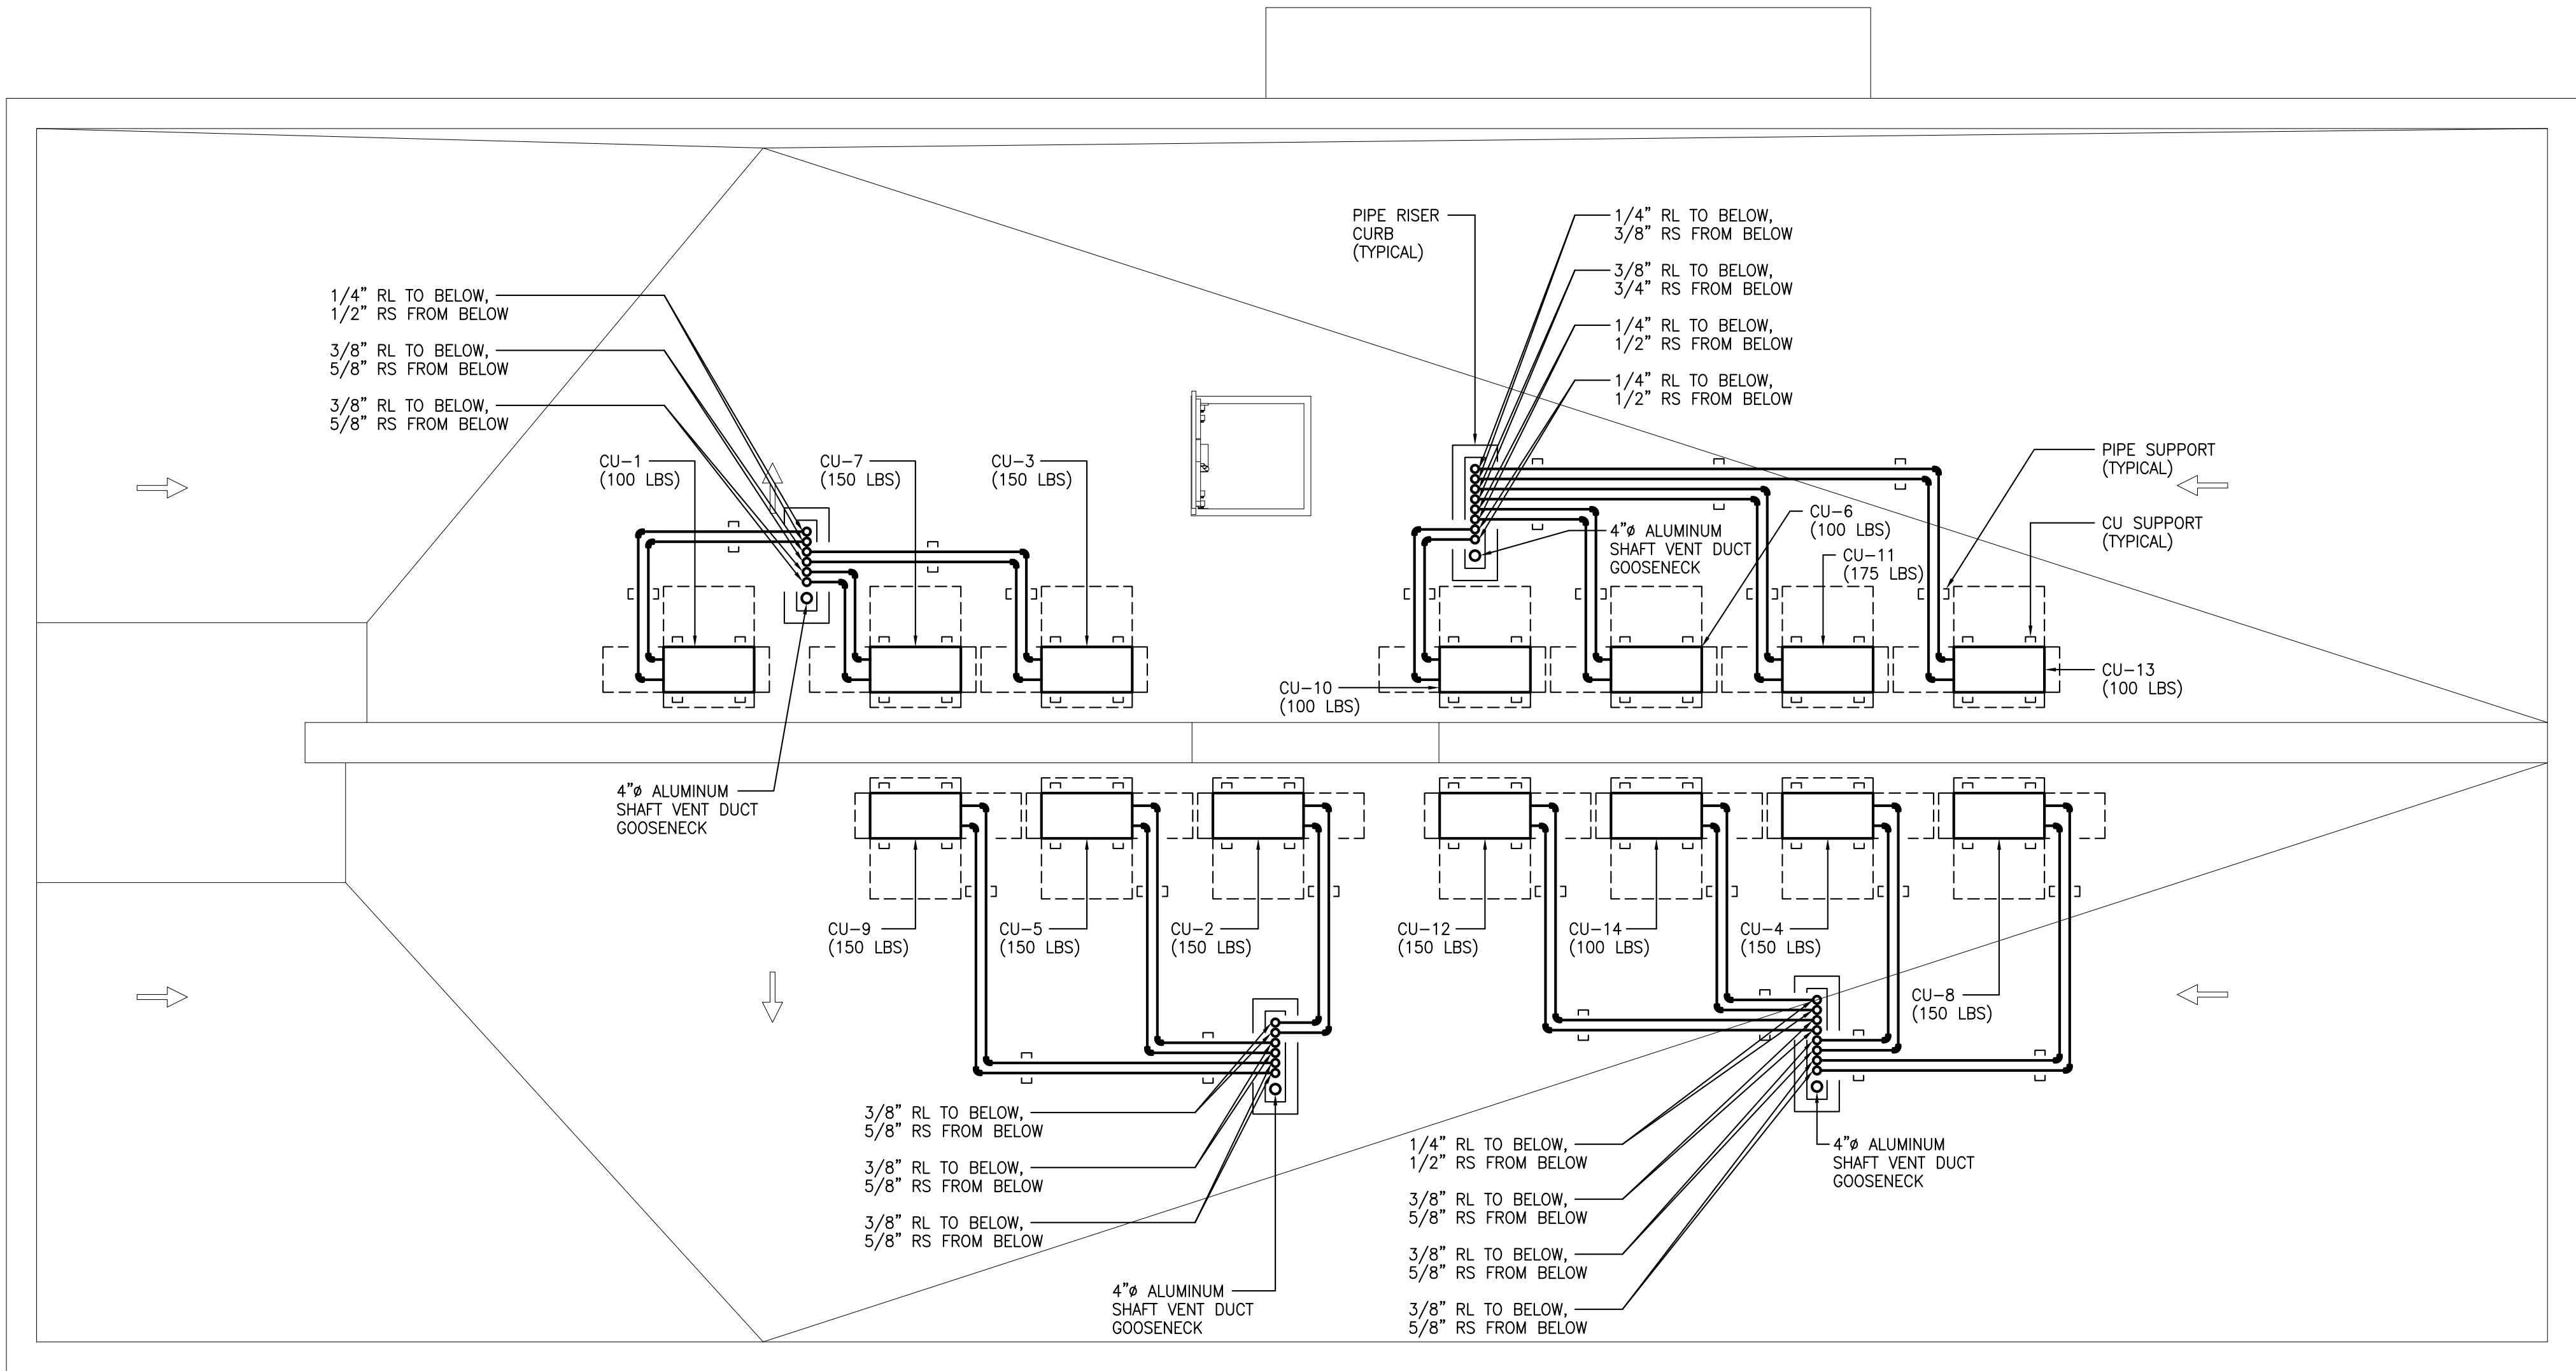 PIPE RISER
CURB
(TYPICAL)
1/4” RL TO BELOW,
3/8” RS FROM BELOW
3/8” RL TO BELOW,
3/4” RS FROM BELOW
1/4” RL TO BELOW,
1/2” RS FROM BELOW
1/4” RL TO BELOW,
1/2” RS FROM BELOW
1/4” RL TO BELOW,
1/2” RS FROM BELOW
3/8” RL TO BELOW,
5/8” RS FROM BELOW
3/8” RL TO BELOW,
5/8” RS FROM BELOW
CU-1
(100 LBS)
CU-7
(150 LBS)
CU-3
(150 LBS)
PIPE SUPPORT
(TYPICAL)
CU SUPPORT
(TYPICAL)
CU-6
(100 LBS)
4”ø ALUMINUM
SHAFT VENT DUCT
GOOSENECK
CU-11
(175 LBS)
CU-10
(100 LBS)
CU-13
(100 LBS)
4”ø ALUMINUM
SHAFT VENT DUCT
GOOSENECK
CU-9
(150 LBS)
CU-5
(150 LBS)
CU-2
(150 LBS)
CU-12
(150 LBS)
CU-14
(100 LBS)
CU-4
(150 LBS)
CU-8
(150 LBS)
3/8” RL TO BELOW,
5/8” RS FROM BELOW
3/8” RL TO BELOW,
5/8” RS FROM BELOW
3/8” RL TO BELOW,
5/8” RS FROM BELOW
4”ø ALUMINUM
SHAFT VENT DUCT
GOOSENECK
1/4” RL TO BELOW,
1/2” RS FROM BELOW
3/8” RL TO BELOW,
5/8” RS FROM BELOW
3/8” RL TO BELOW,
5/8” RS FROM BELOW
3/8” RL TO BELOW,
5/8” RS FROM BELOW
4”ø ALUMINUM
SHAFT VENT DUCT
GOOSENECK